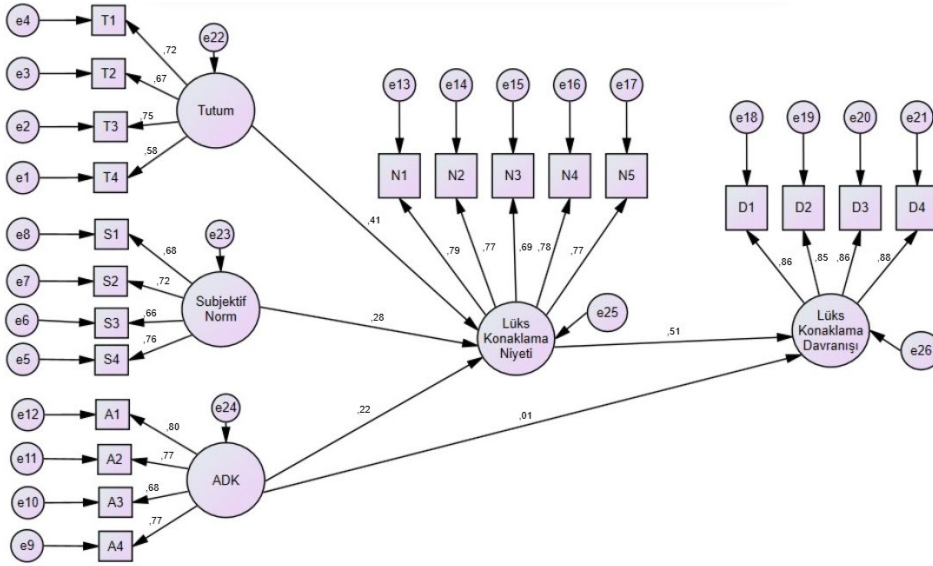 e4
T1
,72
e22
e3
T2
,67
Tutum
e2
T3
,75
e1
T4
,58
e8
S1
,68
e23
e7
S2
,72
Subjektif
Norm
e6
S3
,66
e5
S4
,76
e12
A1
,80
e24
e11
A2
,77
ADK
e10
A3
,68
e9
A4
,77
,41
,28
,22
,01
e13
e14
e15
e16
e17
N1
N2
N3
N4
N5
,79
,77
,69
,78
,77
Lüks
Konaklama
Niyeti
e25
,51
e18
e19
e20
e21
D1
D2
D3
D4
,86
,85
,86
,88
Lüks
Konaklama
Davranışı
e26